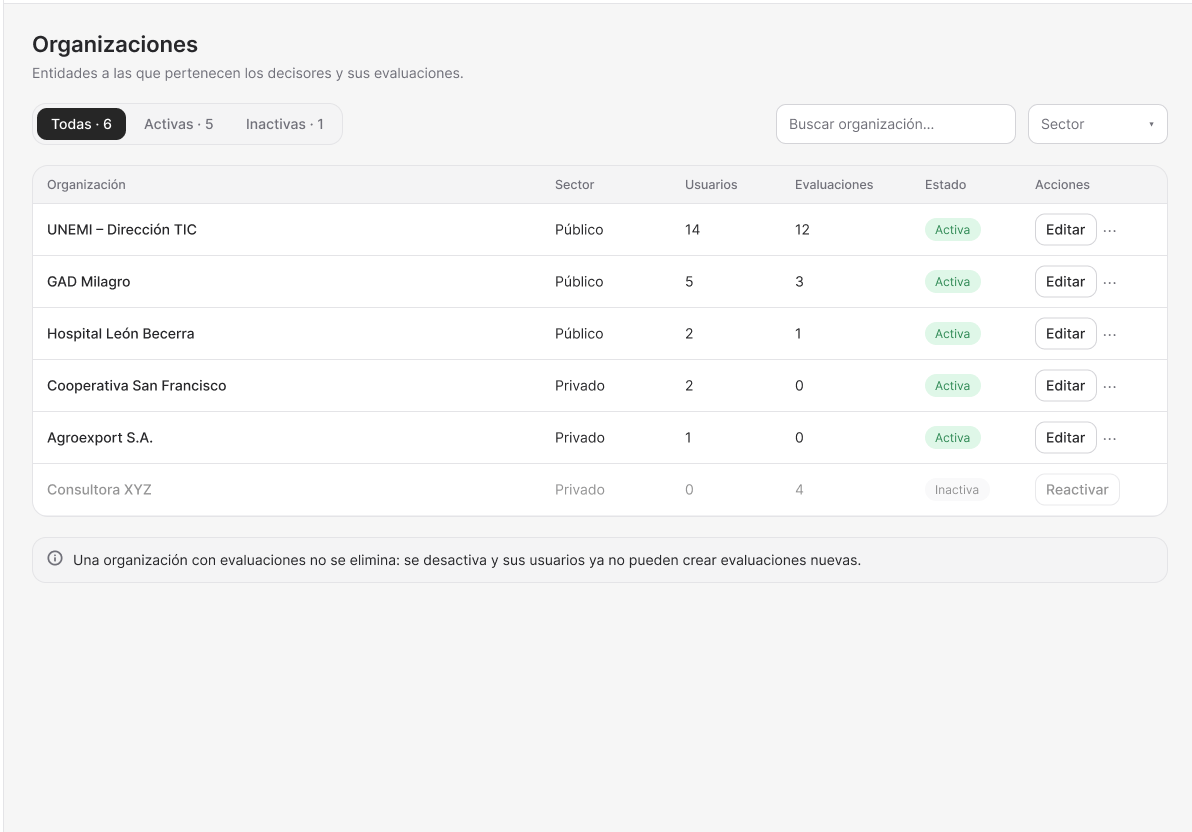 Organizaciones
Entidades a las que pertenecen los decisores y sus evaluaciones.
Todas · 6 Activas · 5 Inactivas · 1 Buscar organización... Sector
Organización Sector Usuarios Evaluaciones Estado Acciones
UNEMI – Dirección TIC Público 14 12 Activa Editar ...
GAD Milagro Público 5 3 Activa Editar ...
Hospital León Becerra Público 2 1 Activa Editar ...
Cooperativa San Francisco Privado 2 0 Activa Editar ...
Agroexport S.A. Privado 1 0 Activa Editar ...
Consultora XYZ Privado 0 4 Inactiva Reactivar
Una organización con evaluaciones no se elimina: se desactiva y sus usuarios ya no pueden crear evaluaciones nuevas.